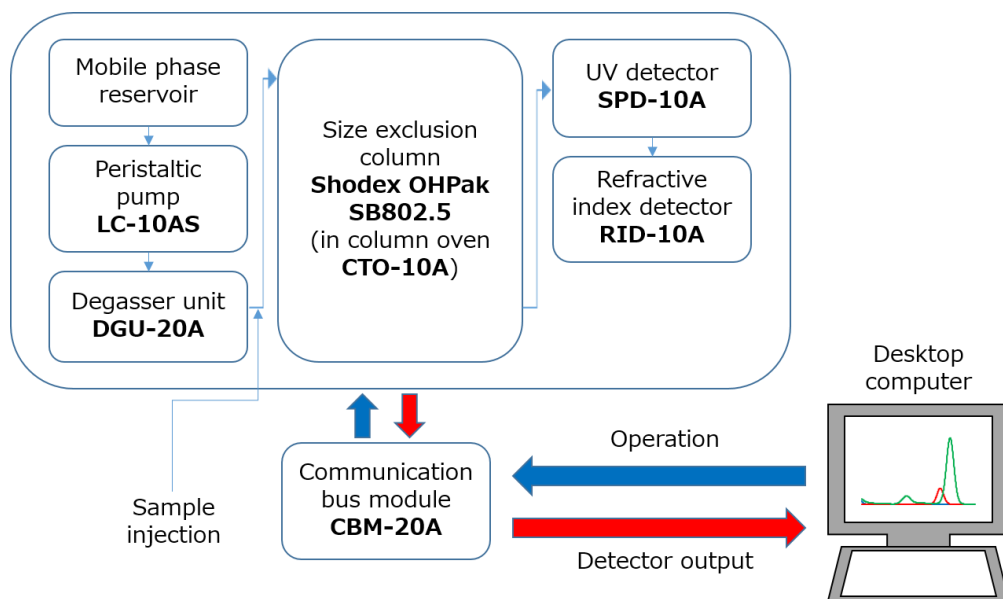 Mobile phase
reservoir
Peristaltic
pump
LC-10AS
Degasser unit
DGU-20A
Size exclusion
column
Shodex OHPak
SB802.5
(in column oven
CTO-10A)
UV detector
SPD-10A
Refractive
index detector
RID-10A
Sample
injection
Communication
bus module
CBM-20A
Operation
Detector output
Desktop
computer